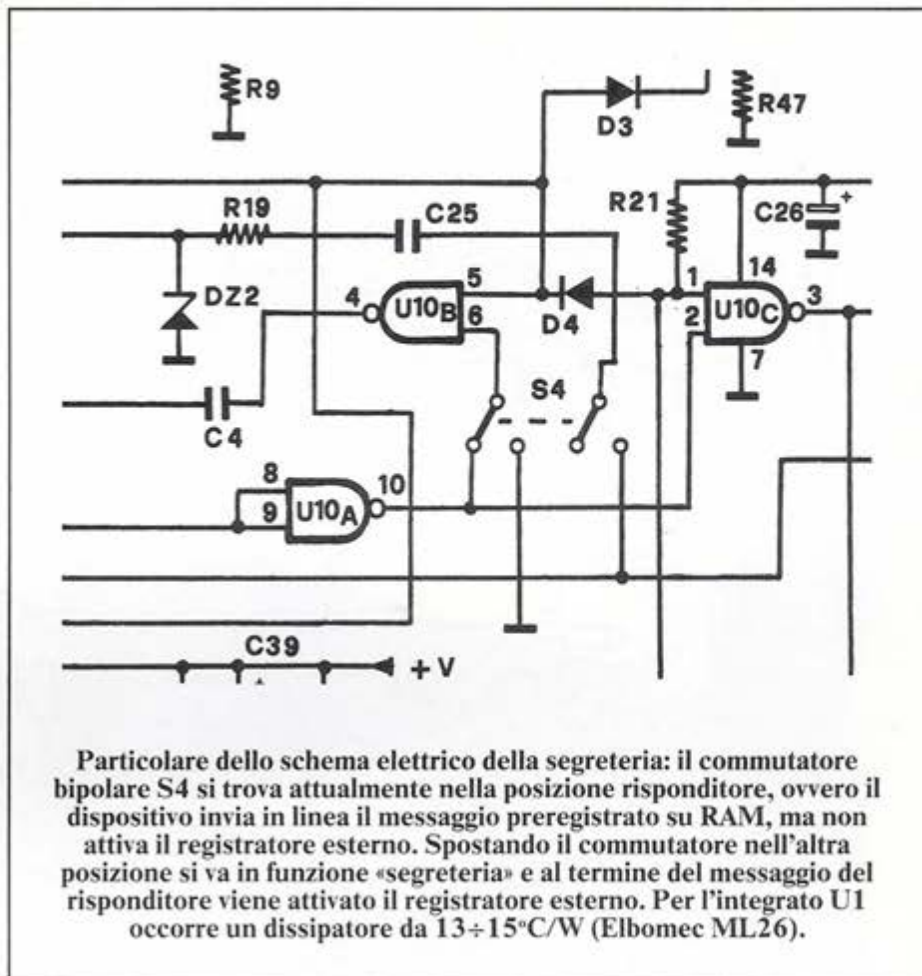 R9
D3
R47
R19
C25
R21
C26
+
DZ2
4
U10B
5
6
D4
1
2
U10C
14
3
7
S4
C4
8
9
U10A
10
C39
+ V
Particolare dello schema elettrico della segreteria: il commutatore
bipolare S4 si trova attualmente nella posizione risponditore, ovvero il
dispositivo invia in linea il messaggio preregistrato su RAM, ma non
attiva il registratore esterno. Spostando il commutatore nell'altra
posizione si va in funzione «segreteria» e al termine del messaggio del
risponditore viene attivato il registratore esterno. Per l'integrato U1
occorre un dissipatore da 13÷15°C/W (Elbomec ML26).